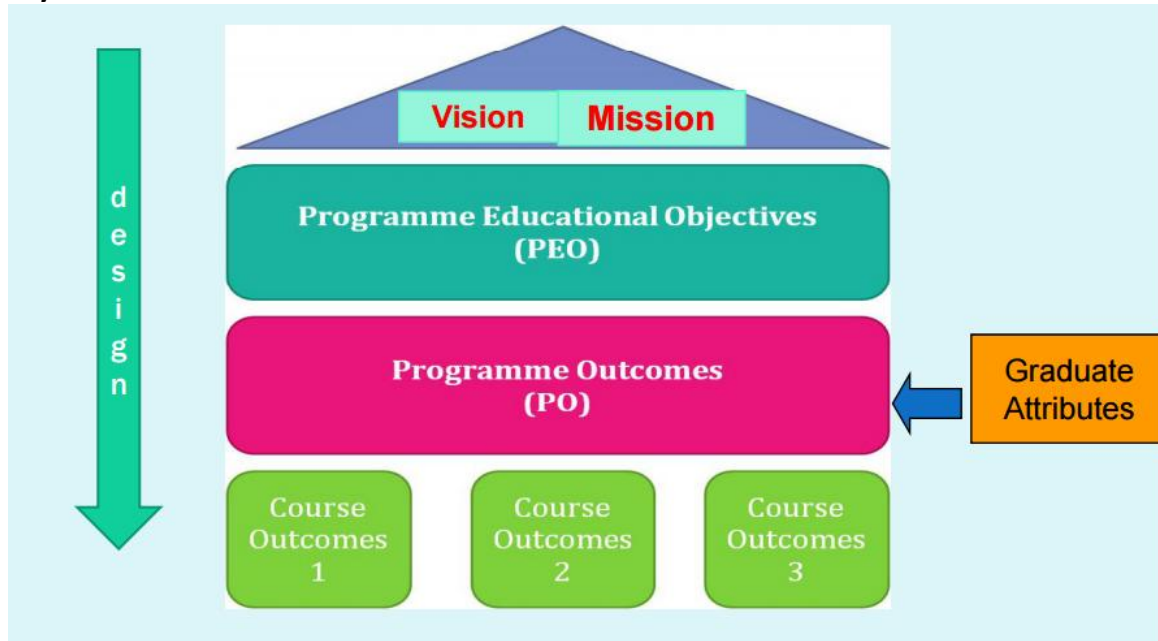 Vision
Mission
d
e
s
i
g
n
Programme Educational Objectives
(PEO)
Programme Outcomes
(PO)
Graduate
Attributes
Course
Outcomes
1
Course
Outcomes
2
Course
Outcomes
3